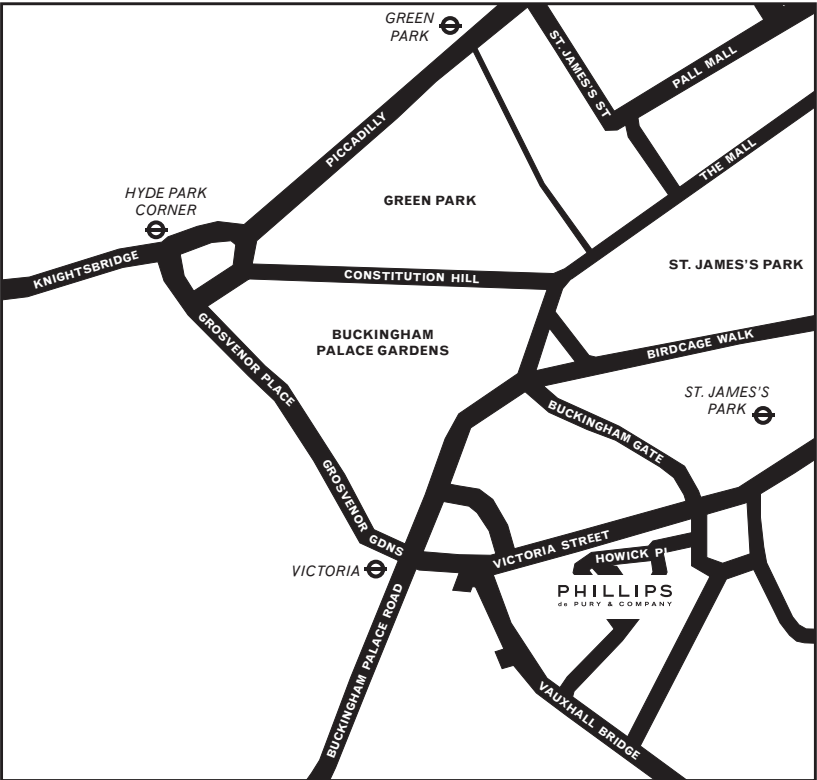 GREEN
PARK
ST. JAMES'S ST
PALL MALL
PICCADILLY
THE MALL
HYDE PARK
CORNER
GREEN PARK
KNIGHTSBRIDGE
CONSTITUTION HILL
ST. JAMES'S PARK
GROSVENOR PLACE
BUCKINGHAM
PALACE GARDENS
BIRDCAGE WALK
ST. JAMES'S
PARK
BUCKINGHAM GATE
GROSVENOR GDNS
VICTORIA STREET
HOWICK Pl
VICTORIA
PHILLIPS
de PURY & COMPANY
BUCKINGHAM PALACE ROAD
VAUXHALL BRIDGE